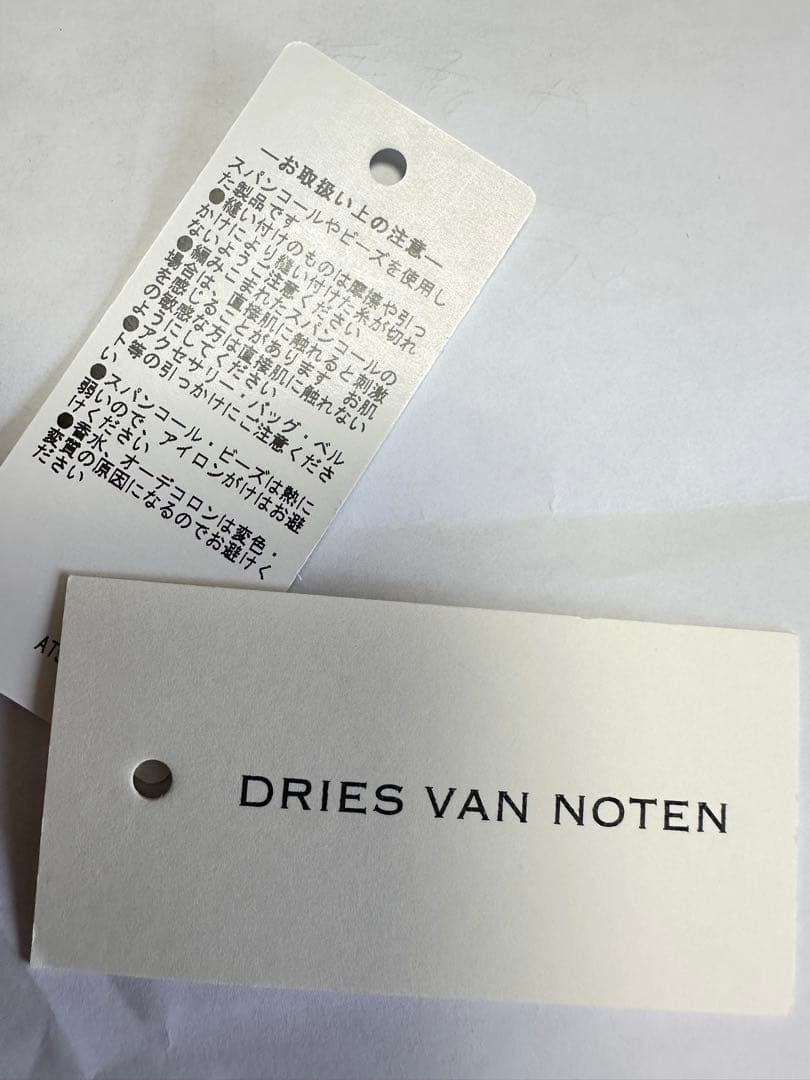 ―お取扱い上の注意―
スパンコールやビーズを使用し
た製品です
●縫い付けのものは摩擦や引っ
かけにより縫い付けた糸が切れ
ないようご注意ください
●編みこまれたスパンコールの
場合は、直接肌に触れると刺激
を感じることがあります お肌
の敏感な方は直接肌に触れない
ようにしてください
●アクセサリー・バッグ・ベル
ト等の引っかけにご注意くださ
い
●スパンコール・ビーズは熱に
弱いので、アイロンがけはお避
けください
●香水、オーデコロンは変色・
変質の原因になるのでお避けく
ださい
DRIES VAN NOTEN